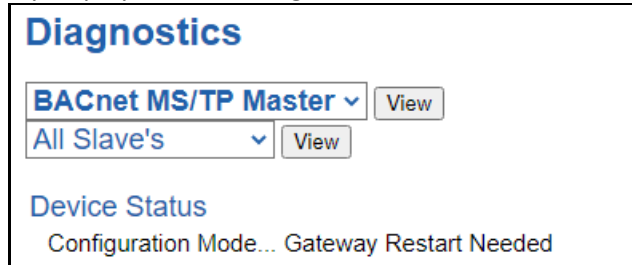 Diagnostics
BACnet MS/TP Master View
All Slave's View
Device Status
Configuration Mode... Gateway Restart Needed